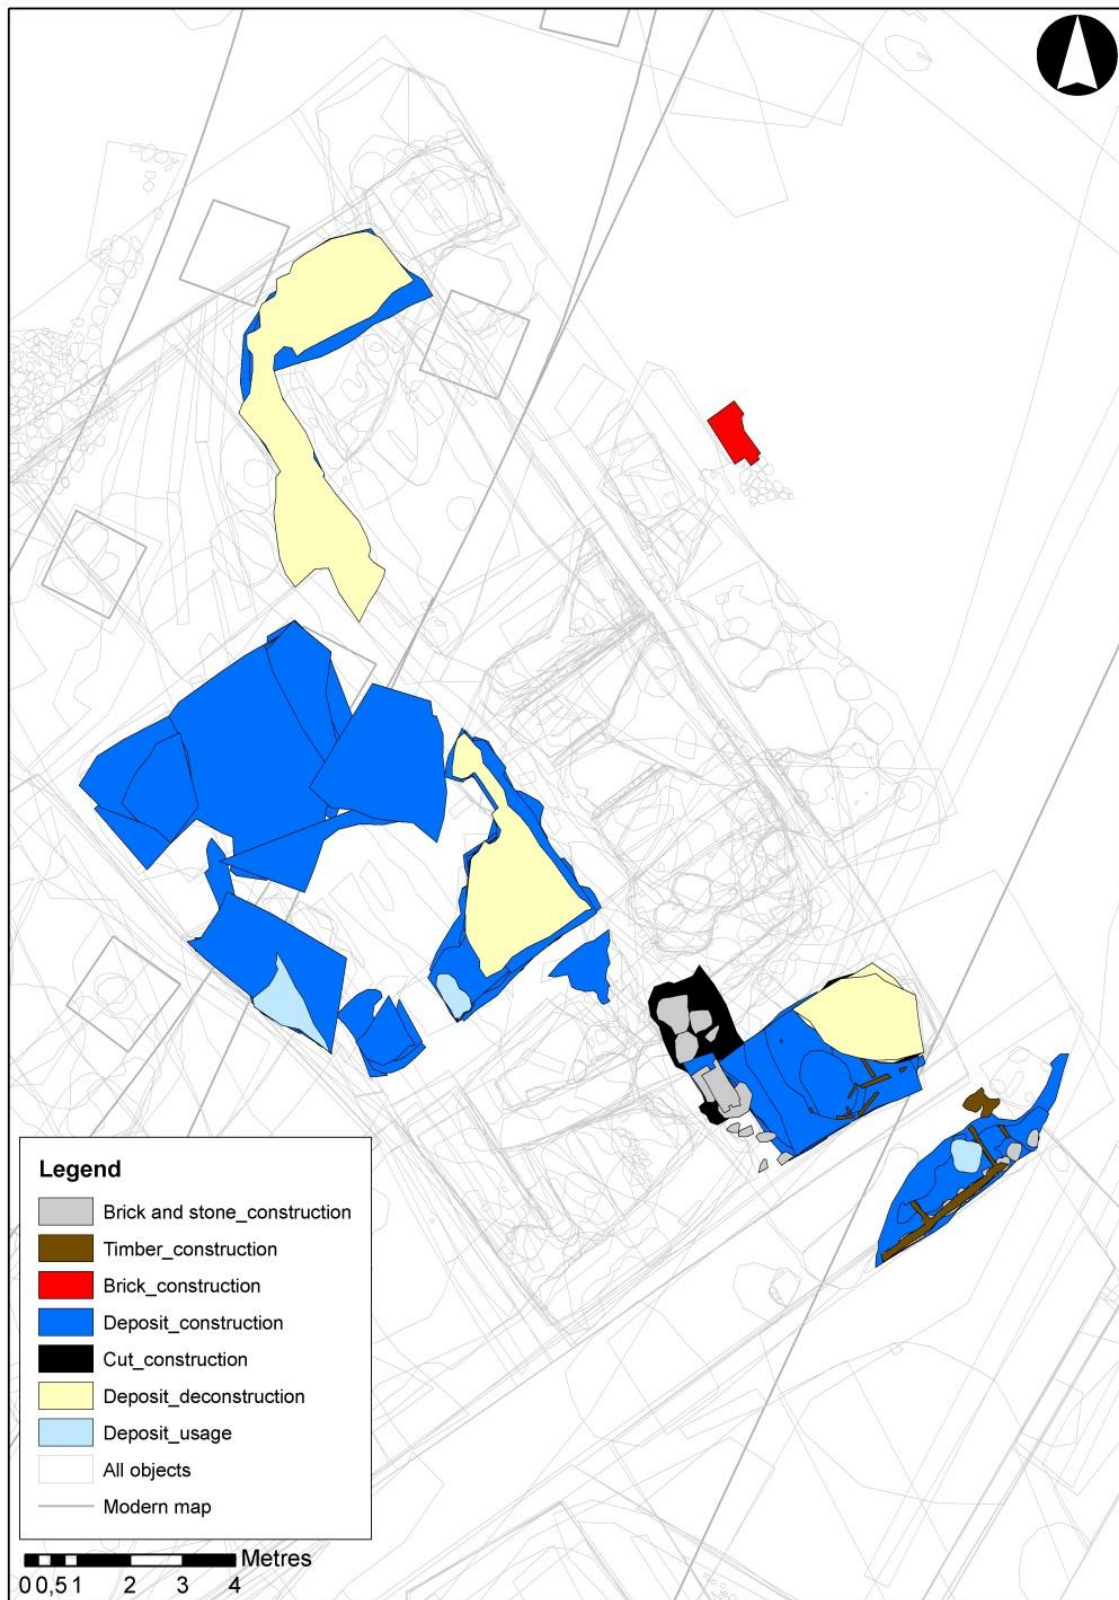 Legend
Brick and stone_construction
Timber_construction
Brick_construction
Deposit_construction
Cut_construction
Deposit_deconstruction
Deposit_usage
All objects
Modern map
Metres
0 0,5 1 2 3 4